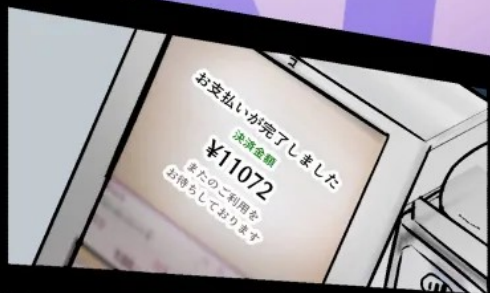 お支払いが完了しました
決済金額
¥11072
またのご利用を
お待ちしております